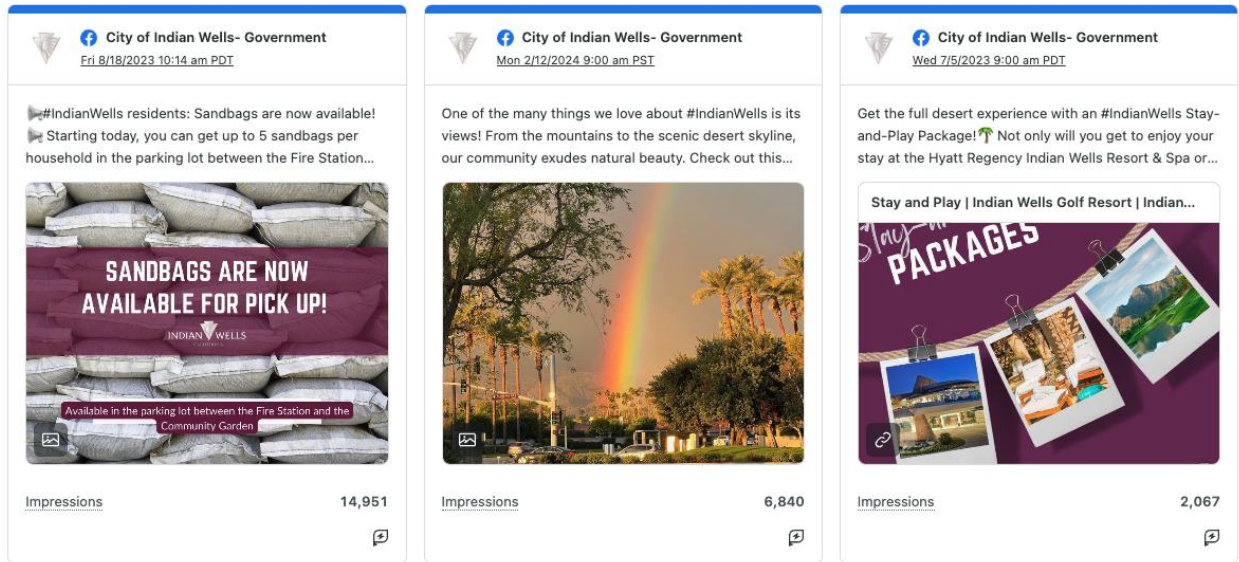 City of Indian Wells- Government
Fri 8/18/2023 10:14 am PDT
#IndianWells residents: Sandbags are now available!
Starting today, you can get up to 5 sandbags per
household in the parking lot between the Fire Station...
SANDBAGS ARE NOW
AVAILABLE FOR PICK UP!
INDIAN WELLS
Available in the parking lot between the Fire Station and the
Community Garden
Impressions
14,951
City of Indian Wells- Government
Mon 2/12/2024 9:00 am PST
One of the many things we love about #IndianWells is its
views! From the mountains to the scenic desert skyline,
our community exudes natural beauty. Check out this...
Impressions
6,840
City of Indian Wells- Government
Wed 7/5/2023 9:00 am PDT
Get the full desert experience with an #IndianWells Stay-
and-Play Package!🌴 Not only will you get to enjoy your
stay at the Hyatt Regency Indian Wells Resort & Spa or...
Stay and Play | Indian Wells Golf Resort | Indian...
PACKAGES
Impressions
2,067